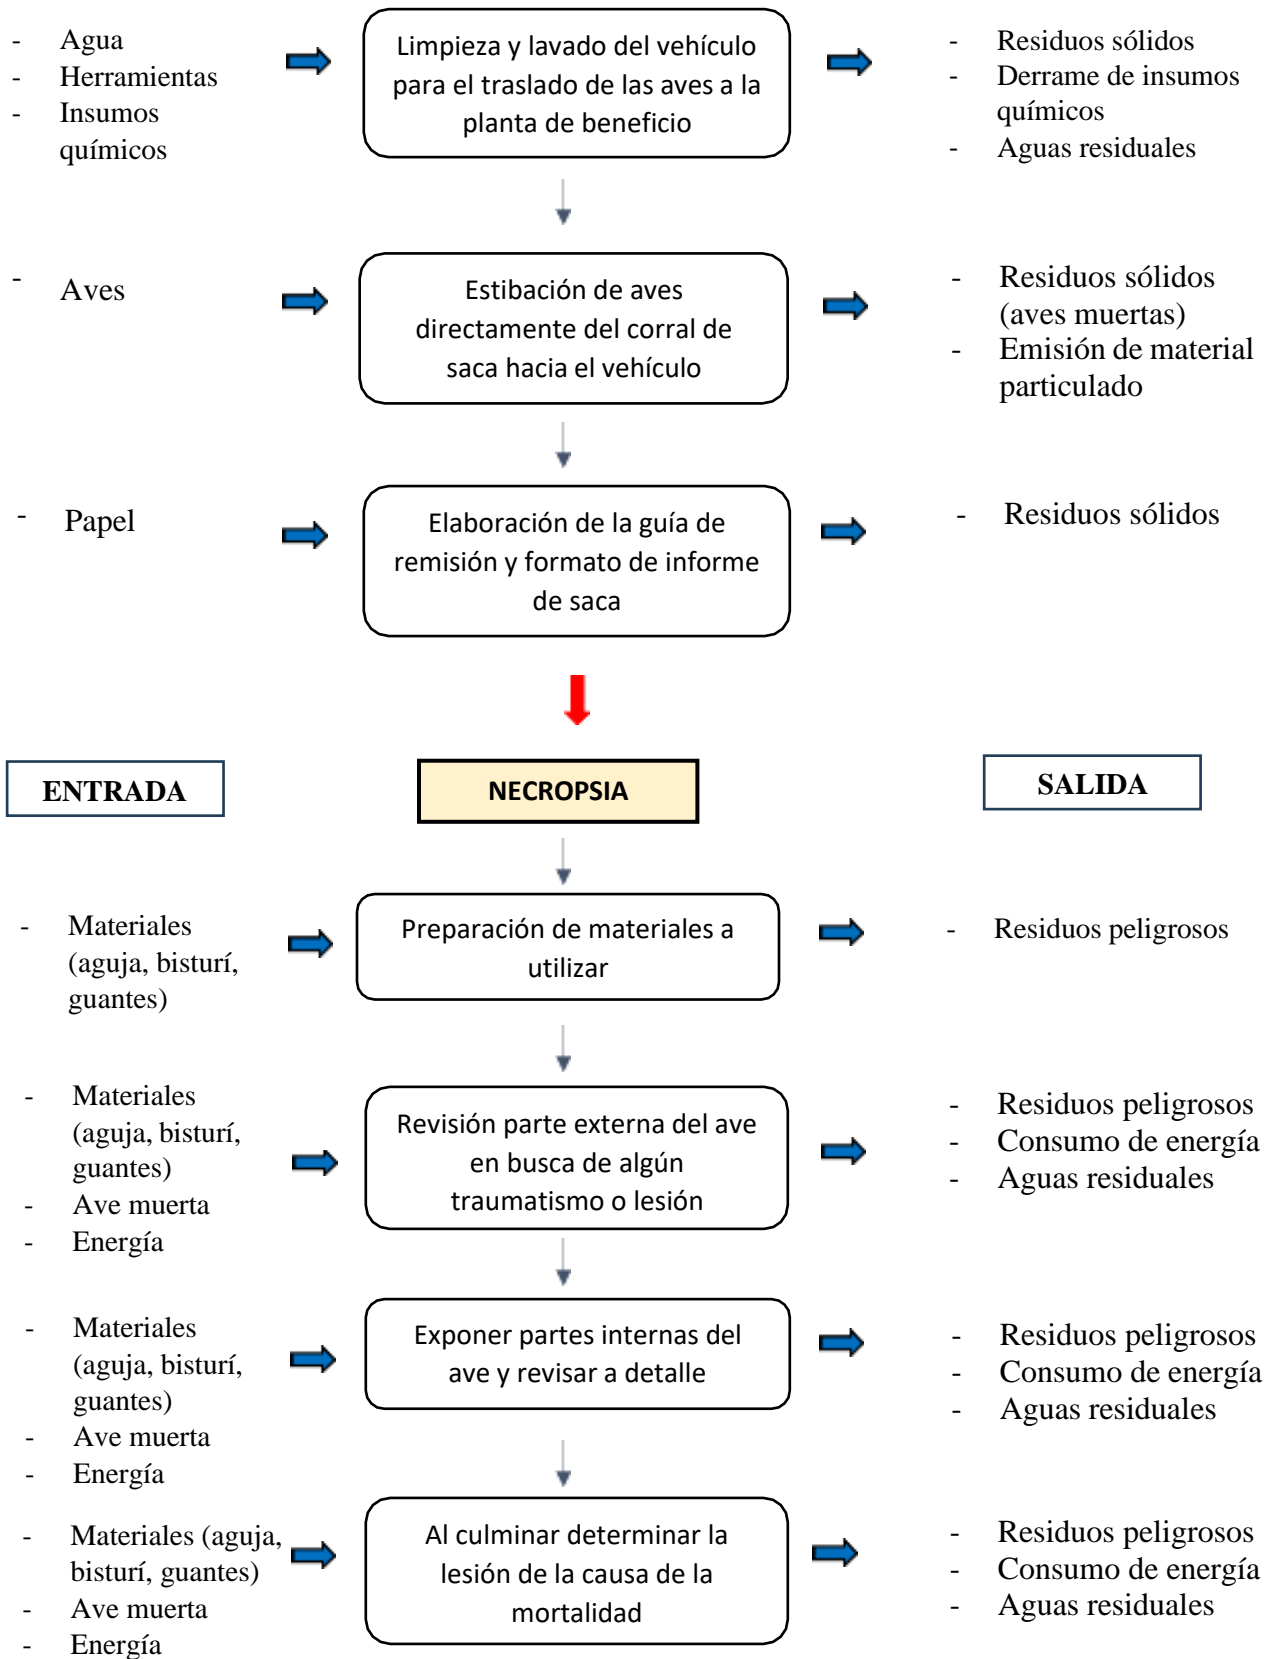 - Agua
- Herramientas
- Insumos
químicos
Limpieza y lavado del vehículo
para el traslado de las aves a la
planta de beneficio
- Residuos sólidos
- Derrame de insumos
químicos
- Aguas residuales
- Aves
Estibación de aves
directamente del corral de
saca hacia el vehículo
- Residuos sólidos
(aves muertas)
- Emisión de material
particulado
- Papel
Elaboración de la guía de
remisión y formato de informe
de saca
- Residuos sólidos
ENTRADA
NECROPSIA
SALIDA
- Materiales
(aguja, bisturí,
guantes)
Preparación de materiales a
utilizar
- Residuos peligrosos
- Materiales
(aguja, bisturí,
guantes)
- Ave muerta
- Energía
Revisión parte externa del ave
en busca de algún
traumatismo o lesión
- Residuos peligrosos
- Consumo de energía
- Aguas residuales
- Materiales
(aguja, bisturí,
guantes)
- Ave muerta
- Energía
Exponer partes internas del
ave y revisar a detalle
- Residuos peligrosos
- Consumo de energía
- Aguas residuales
- Materiales (aguja,
bisturí, guantes)
- Ave muerta
- Energía
Al culminar determinar la
lesión de la causa de la
mortalidad
- Residuos peligrosos
- Consumo de energía
- Aguas residuales